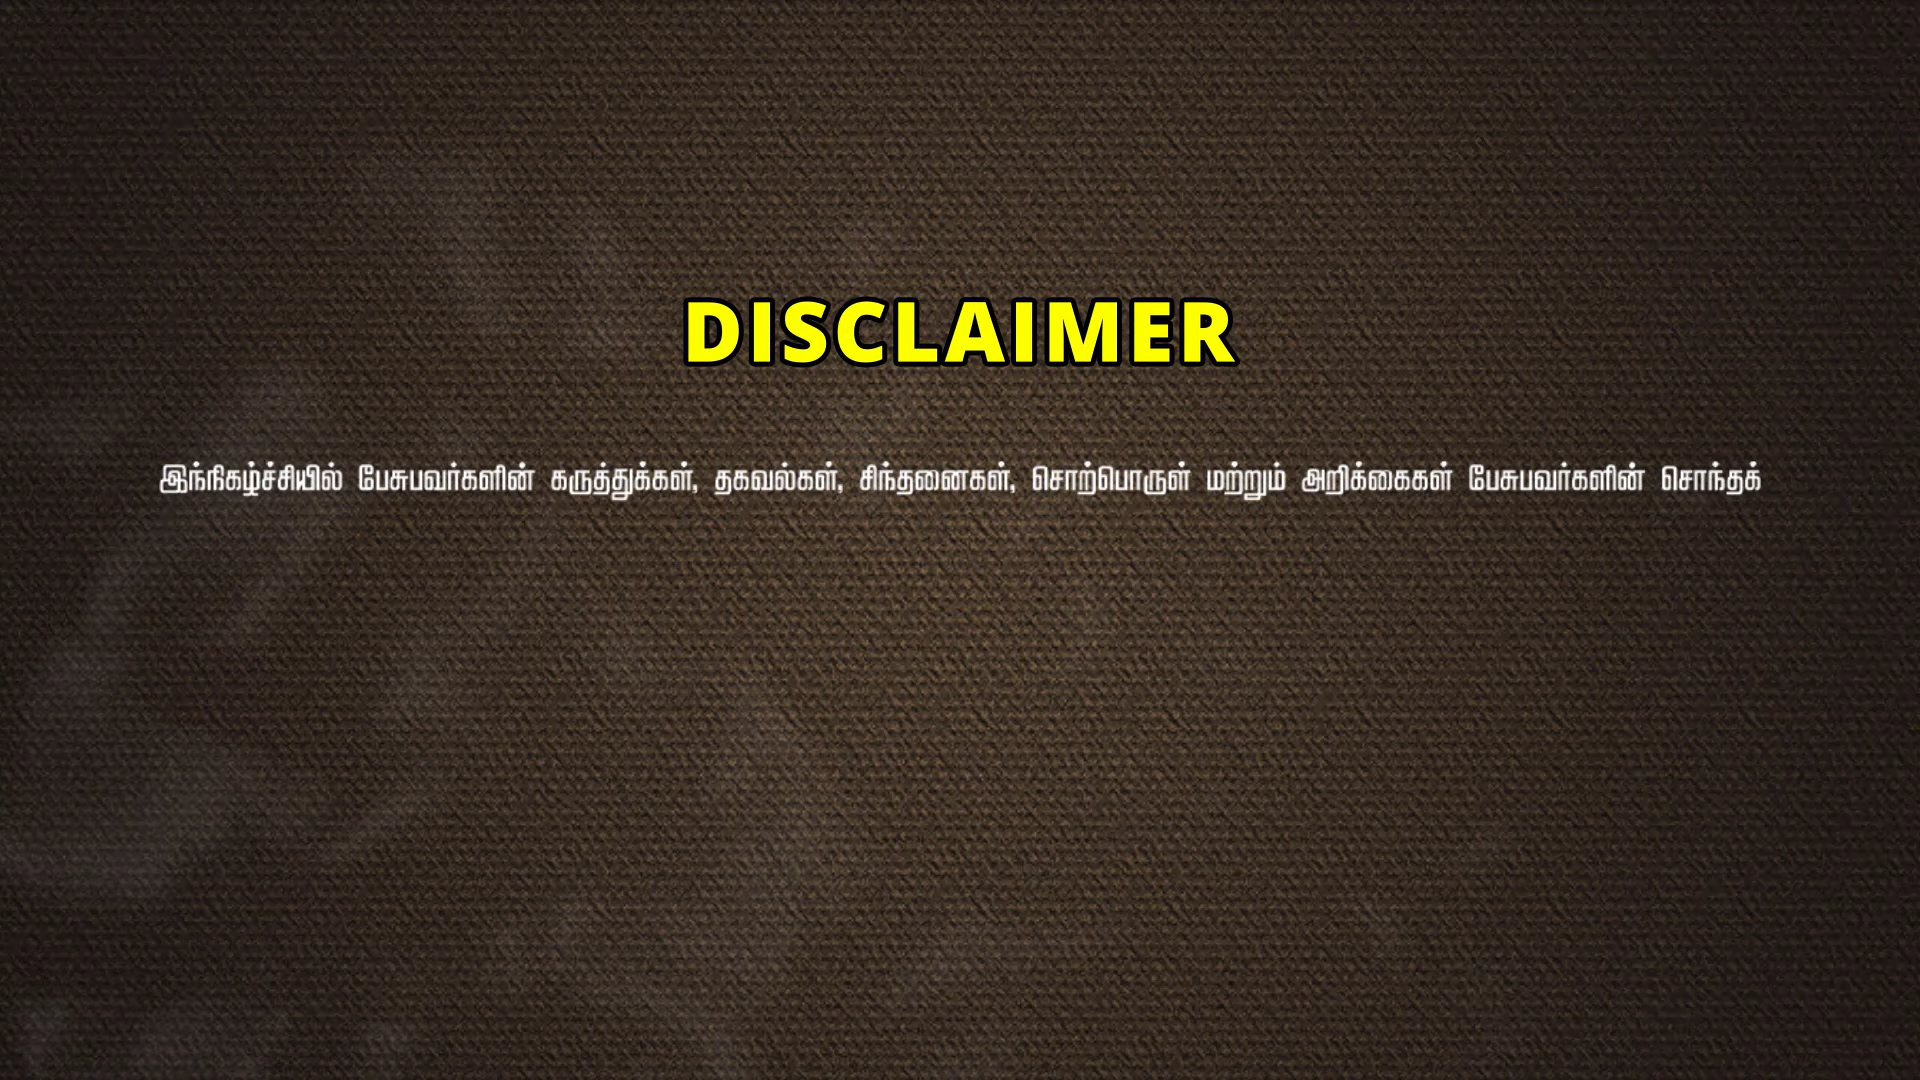 DISCLAIMER
இந்நிகழ்ச்சியில் பேசுபவர்களின் கருத்துக்கள், தகவல்கள், சிந்தனைகள், சொற்பொருள் மற்றும் அறிக்கைகள் பேசுபவர்களின் சொந்தக்